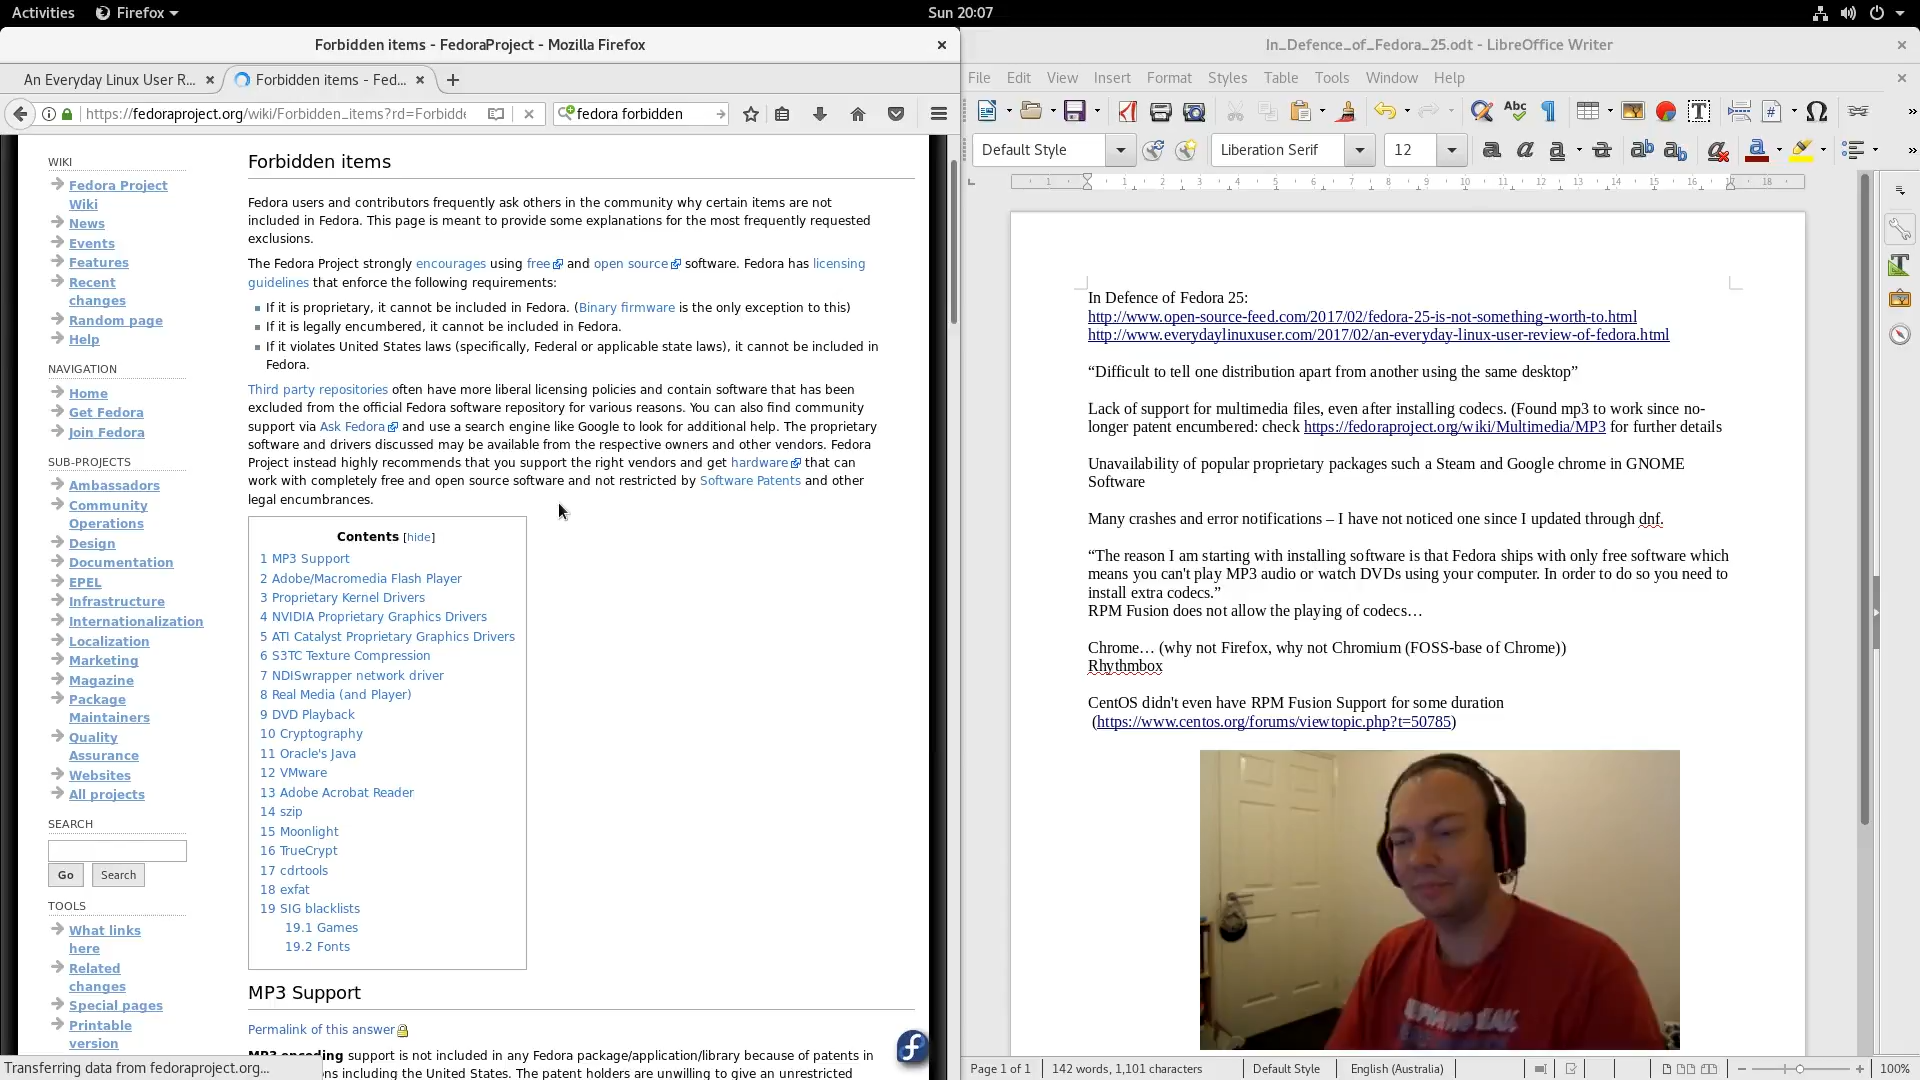 Activities
Firefox
Sun 20:07
Forbidden items - FedoraProject - Mozilla Firefox
An Everyday Linux User R...
Forbidden items - Fed...
https://fedoraproject.org/wiki/Forbidden_items?rd=Forbidde
fedora forbidden
WIKI
Fedora Project
Wiki
News
Events
Features
Recent
changes
Random page
Help
NAVIGATION
Home
Get Fedora
Join Fedora
SUB-PROJECTS
Ambassadors
Community
Operations
Design
Documentation
EPEL
Infrastructure
Internationalization
Localization
Marketing
Magazine
Package
Maintainers
Quality
Assurance
Websites
All projects
SEARCH
Go
Search
TOOLS
What links
here
Related
changes
Special pages
Printable
version
Forbidden items
Fedora users and contributors frequently ask others in the community why certain items are not
included in Fedora. This page is meant to provide some explanations for the most frequently requested
exclusions.
The Fedora Project strongly encourages using free and open source software. Fedora has licensing
guidelines that enforce the following requirements:
If it is proprietary, it cannot be included in Fedora. (Binary firmware is the only exception to this)
If it is legally encumbered, it cannot be included in Fedora.
If it violates United States laws (specifically, Federal or applicable state laws), it cannot be included in
Fedora.
Third party repositories often have more liberal licensing policies and contain software that has been
excluded from the official Fedora software repository for various reasons. You can also find community
support via Ask Fedora and use a search engine like Google to look for additional help. The proprietary
software and drivers discussed may be available from the respective owners and other vendors. Fedora
Project instead highly recommends that you support the right vendors and get hardware that can
work with completely free and open source software and not restricted by Software Patents and other
legal encumbrances.
Contents [hide]
1 MP3 Support
2 Adobe/Macromedia Flash Player
3 Proprietary Kernel Drivers
4 NVIDIA Proprietary Graphics Drivers
5 ATI Catalyst Proprietary Graphics Drivers
6 S3TC Texture Compression
7 NDISwrapper network driver
8 Real Media (and Player)
9 DVD Playback
10 Cryptography
11 Oracle's Java
12 VMware
13 Adobe Acrobat Reader
14 szip
15 Moonlight
16 TrueCrypt
17 cdrtools
18 exfat
19 SIG blacklists
19.1 Games
19.2 Fonts
MP3 Support
Permalink of this answer
MP3 encoding support is not included in any Fedora package/application/library because of patents in
ns including the United States. The patent holders are unwilling to give an unrestricted
Transferring data from fedoraproject.org...
In_Defence_of_Fedora_25.odt - LibreOffice Writer
File Edit View Insert Format Styles Table Tools Window Help
Default Style
Liberation Serif
12
1 1 2 3 4 5 6 7 8 9 10 11 12 13 14 15 16 17 18
In Defence of Fedora 25:
http://www.open-source-feed.com/2017/02/fedora-25-is-not-something-worth-to.html
http://www.everydaylinuxuser.com/2017/02/an-everyday-linux-user-review-of-fedora.html
“Difficult to tell one distribution apart from another using the same desktop”
Lack of support for multimedia files, even after installing codecs. (Found mp3 to work since no-
longer patent encumbered: check https://fedoraproject.org/wiki/Multimedia/MP3 for further details
Unavailability of popular proprietary packages such a Steam and Google chrome in GNOME
Software
Many crashes and error notifications – I have not noticed one since I updated through dnf.
“The reason I am starting with installing software is that Fedora ships with only free software which
means you can't play MP3 audio or watch DVDs using your computer. In order to do so you need to
install extra codecs.”
RPM Fusion does not allow the playing of codecs…
Chrome… (why not Firefox, why not Chromium (FOSS-base of Chrome))
Rhythmbox
CentOS didn't even have RPM Fusion Support for some duration
(https://www.centos.org/forums/viewtopic.php?t=50785)
Page 1 of 1
142 words, 1,101 characters
Default Style
English (Australia)
100%